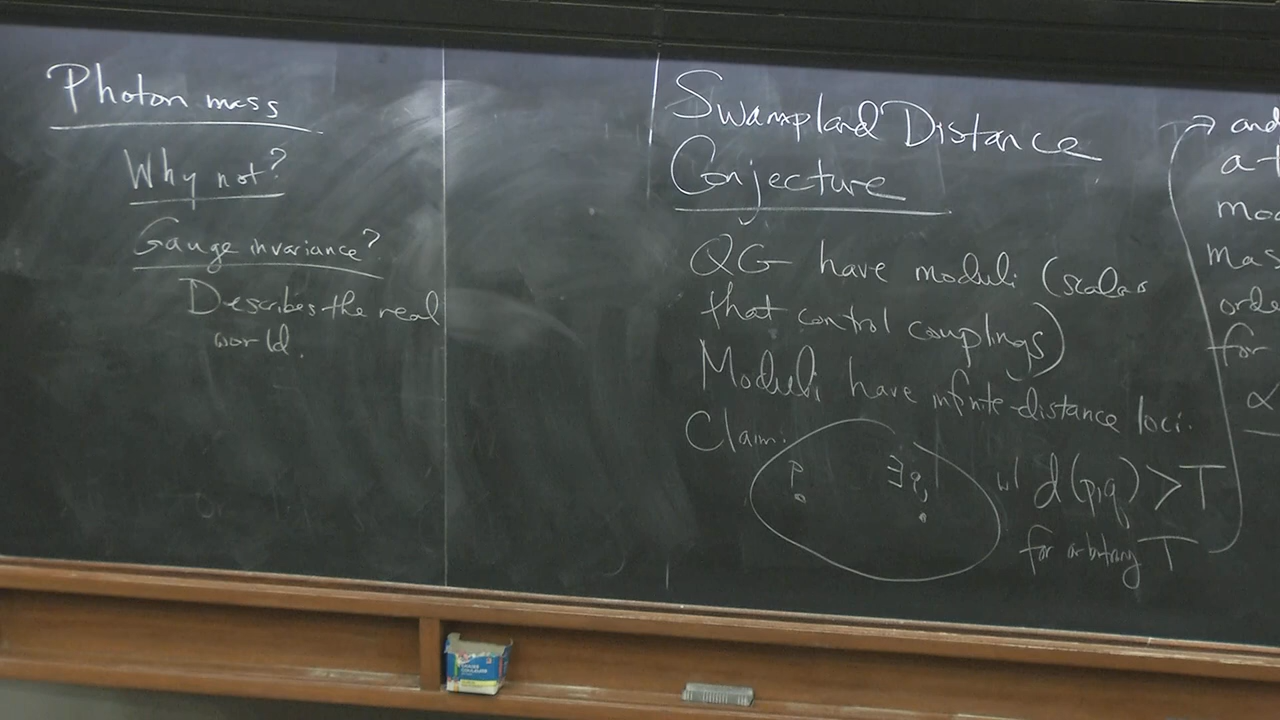 Photon mass
Why not?
Gauge invariance?
Describes the real
world.
Swampland Distance
Conjecture
QG have moduli (scalars
that control couplings)
Moduli have infinite-distance loci.
Claim:
p
∃ q
w/ d(p,q) > T
for arbitrary T
and
a-t
mod
mas
orde
for
α